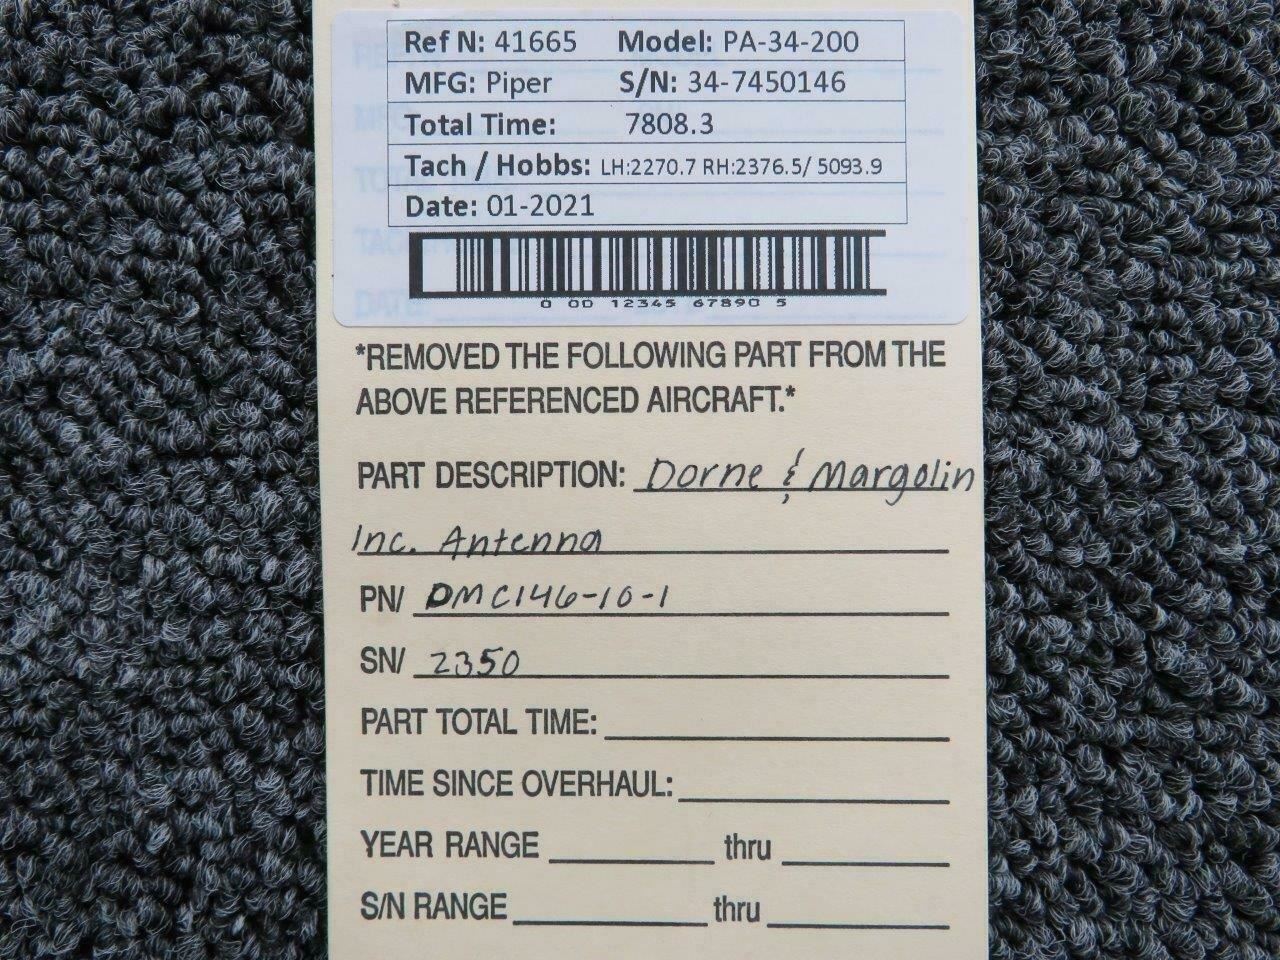 Ref N: 41665 Model: PA-34-200
MFG: Piper S/N: 34-7450146
Total Time: 7808.3
Tach / Hobbs: LH:2270.7 RH:2376.5/ 5093.9
Date: 01-2021
0 00 12345 67890 5
*REMOVED THE FOLLOWING PART FROM THE
ABOVE REFERENCED AIRCRAFT.*
PART DESCRIPTION: Dorne & Margolin
Inc. Antenna
PN/ DMC146-10-1
SN/ 2350
PART TOTAL TIME:
TIME SINCE OVERHAUL:
YEAR RANGE thru
S/N RANGE thru